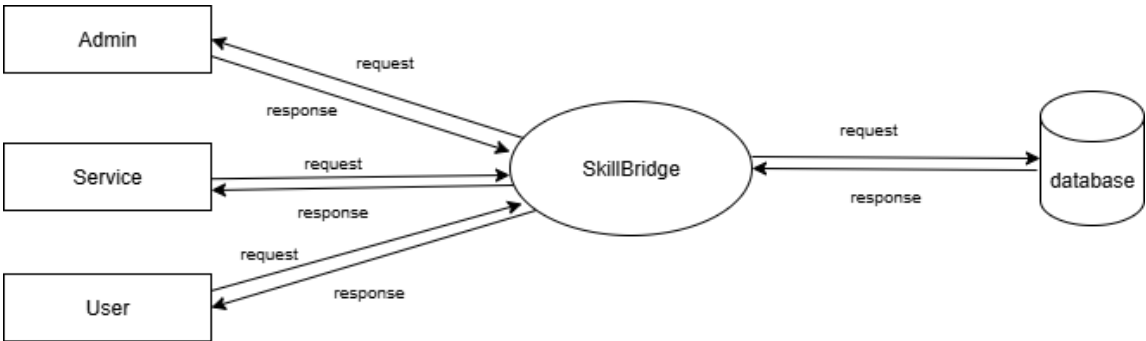 Admin
request
response
Service
request
response
User
request
response
SkillBridge
request
response
database